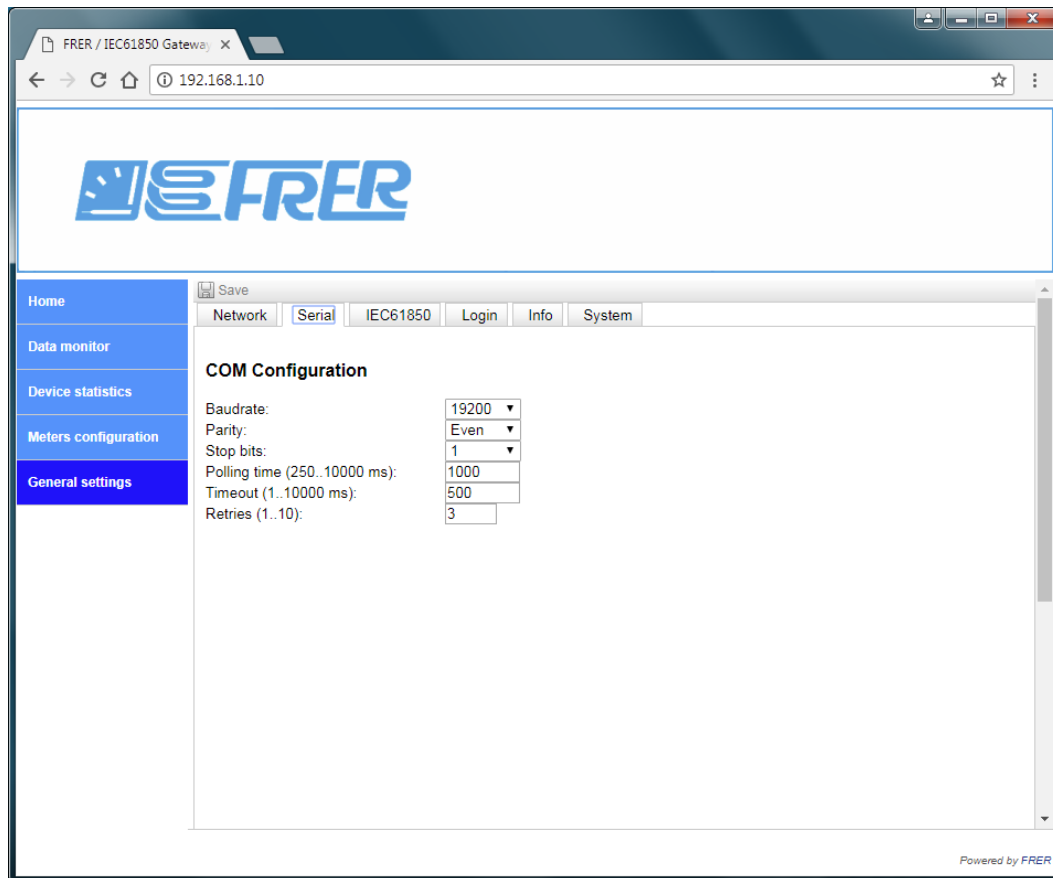 FRER / IEC61850 Gateway
192.168.1.10
FRER
Home
Data monitor
Device statistics
Meters configuration
General settings
Save
Network Serial IEC61850 Login Info System
COM Configuration
Baudrate: 19200
Parity: Even
Stop bits: 1
Polling time (250..10000 ms): 1000
Timeout (1..10000 ms): 500
Retries (1..10): 3
Powered by FRER